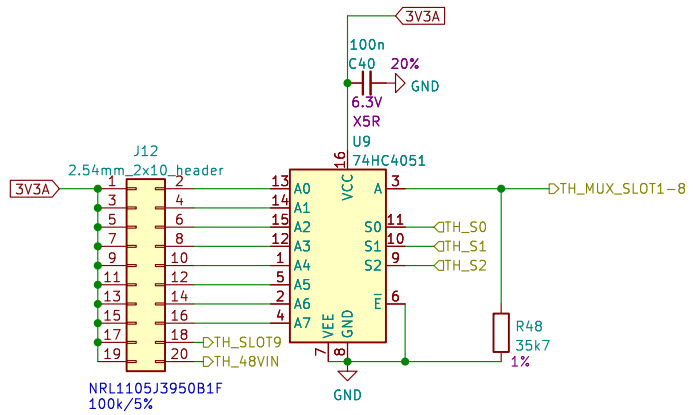 3V3A
100n
C40 20%
GND
6.3V
X5R
U9
74HC4051
J12
2.54mm_2x10_header
3V3A
1 2
3 4
5 6
7 8
9 10
11 12
13 14
15 16
17 18
19 20
TH_SLOT9
TH_48VIN
NRL1105J3950B1F
100k/5%
16
VCC
13 A0
14 A1
15 A2
12 A3
1 A4
5 A5
2 A6
4 A7
A 3
S0 11 TH_S0
S1 10 TH_S1
S2 9 TH_S2
E 6
VEE
GND
7 8
GND
TH_MUX_SLOT1-8
R48
35k7
1%